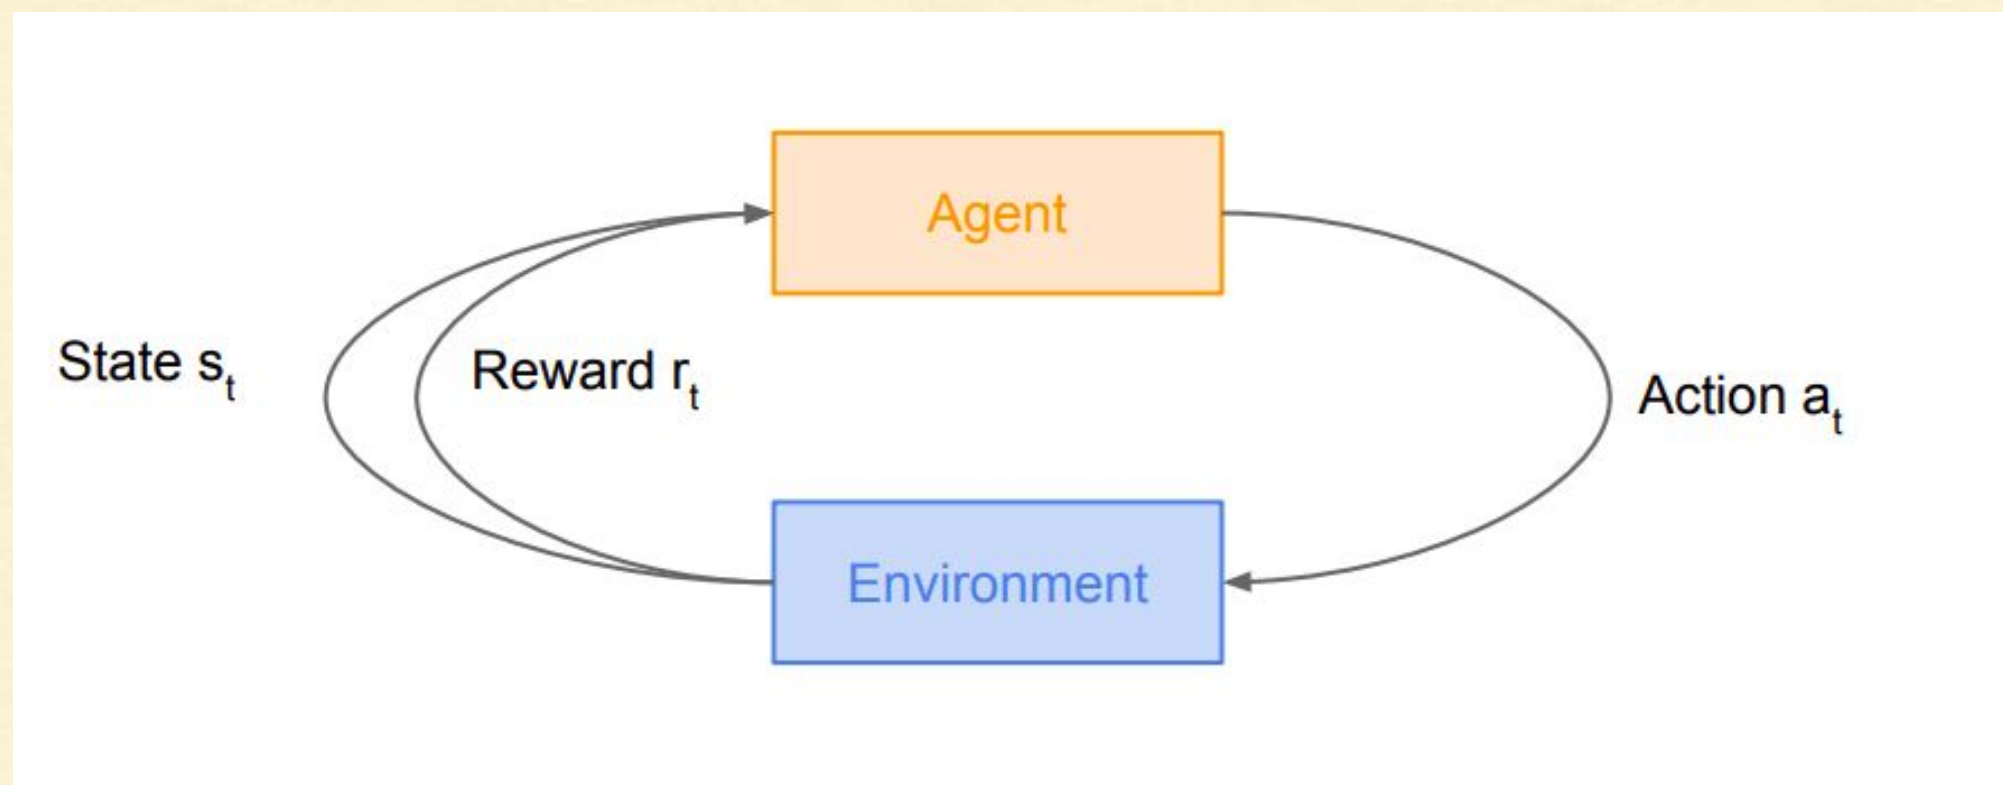 Agent
State sₜ
Reward rₜ
Action aₜ
Environment